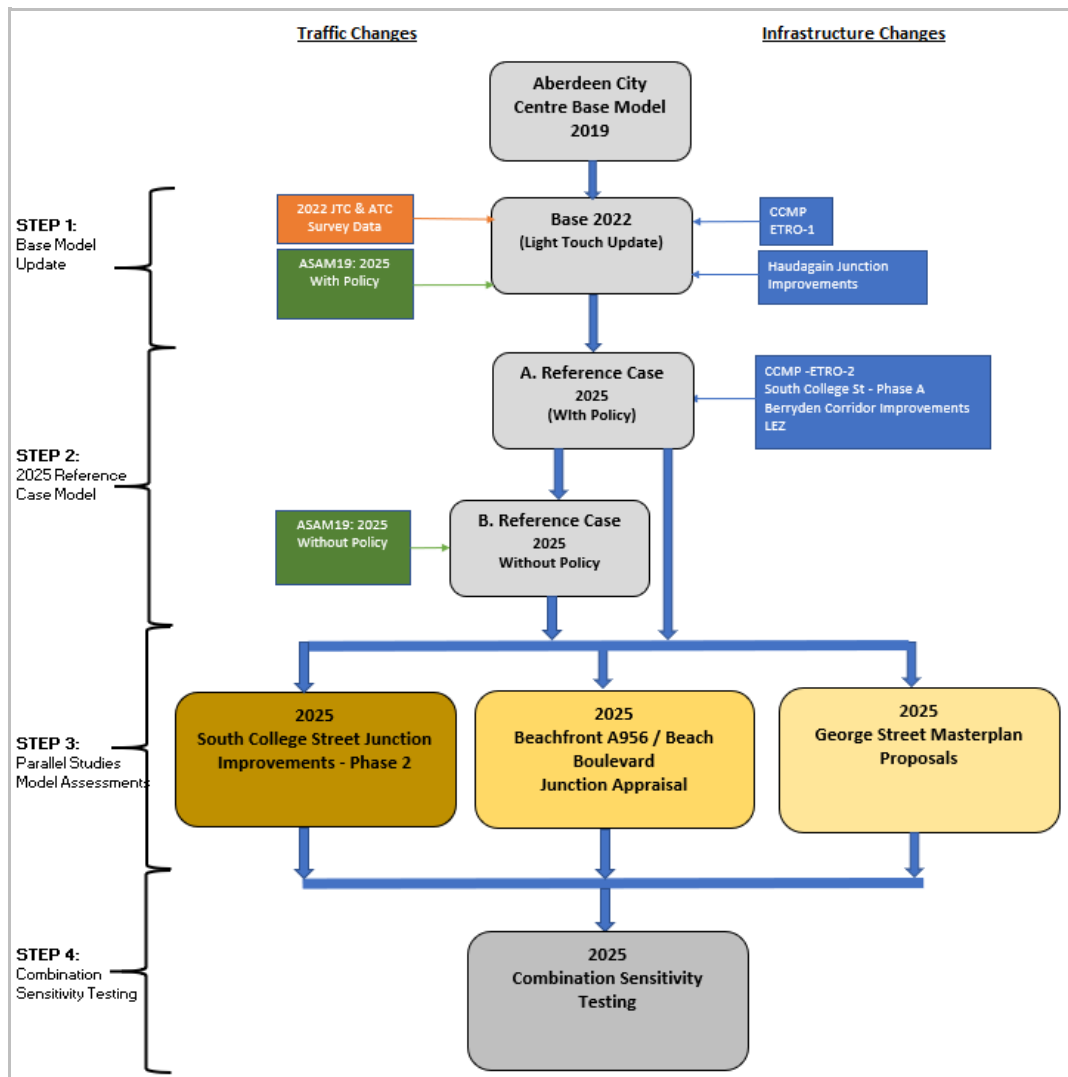 Traffic Changes
Infrastructure Changes
Aberdeen City
Centre Base Model
2019
STEP 1:
Base Model
Update
2022 JTC & ATC
Survey Data
ASAM19: 2025
With Policy
Base 2022
(Light Touch Update)
CCMP
ETRO-1
Haudagain Junction
Improvements
STEP 2:
2025 Reference
Case Model
A. Reference Case
2025
(WIth Policy)
CCMP -ETRO-2
South College St - Phase A
Berryden Corridor Improvements
LEZ
ASAM19: 2025
Without Policy
B. Reference Case
2025
Without Policy
STEP 3:
Parallel Studies
Model Assessments
2025
South College Street Junction
Improvements - Phase 2
2025
Beachfront A956 / Beach
Boulevard
Junction Appraisal
2025
George Street Masterplan
Proposals
STEP 4:
Combination
Sensitivity Testing
2025
Combination Sensitivity
Testing